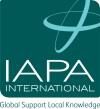 IAPA
INTERNATIONAL
Global Support Local Knowledge